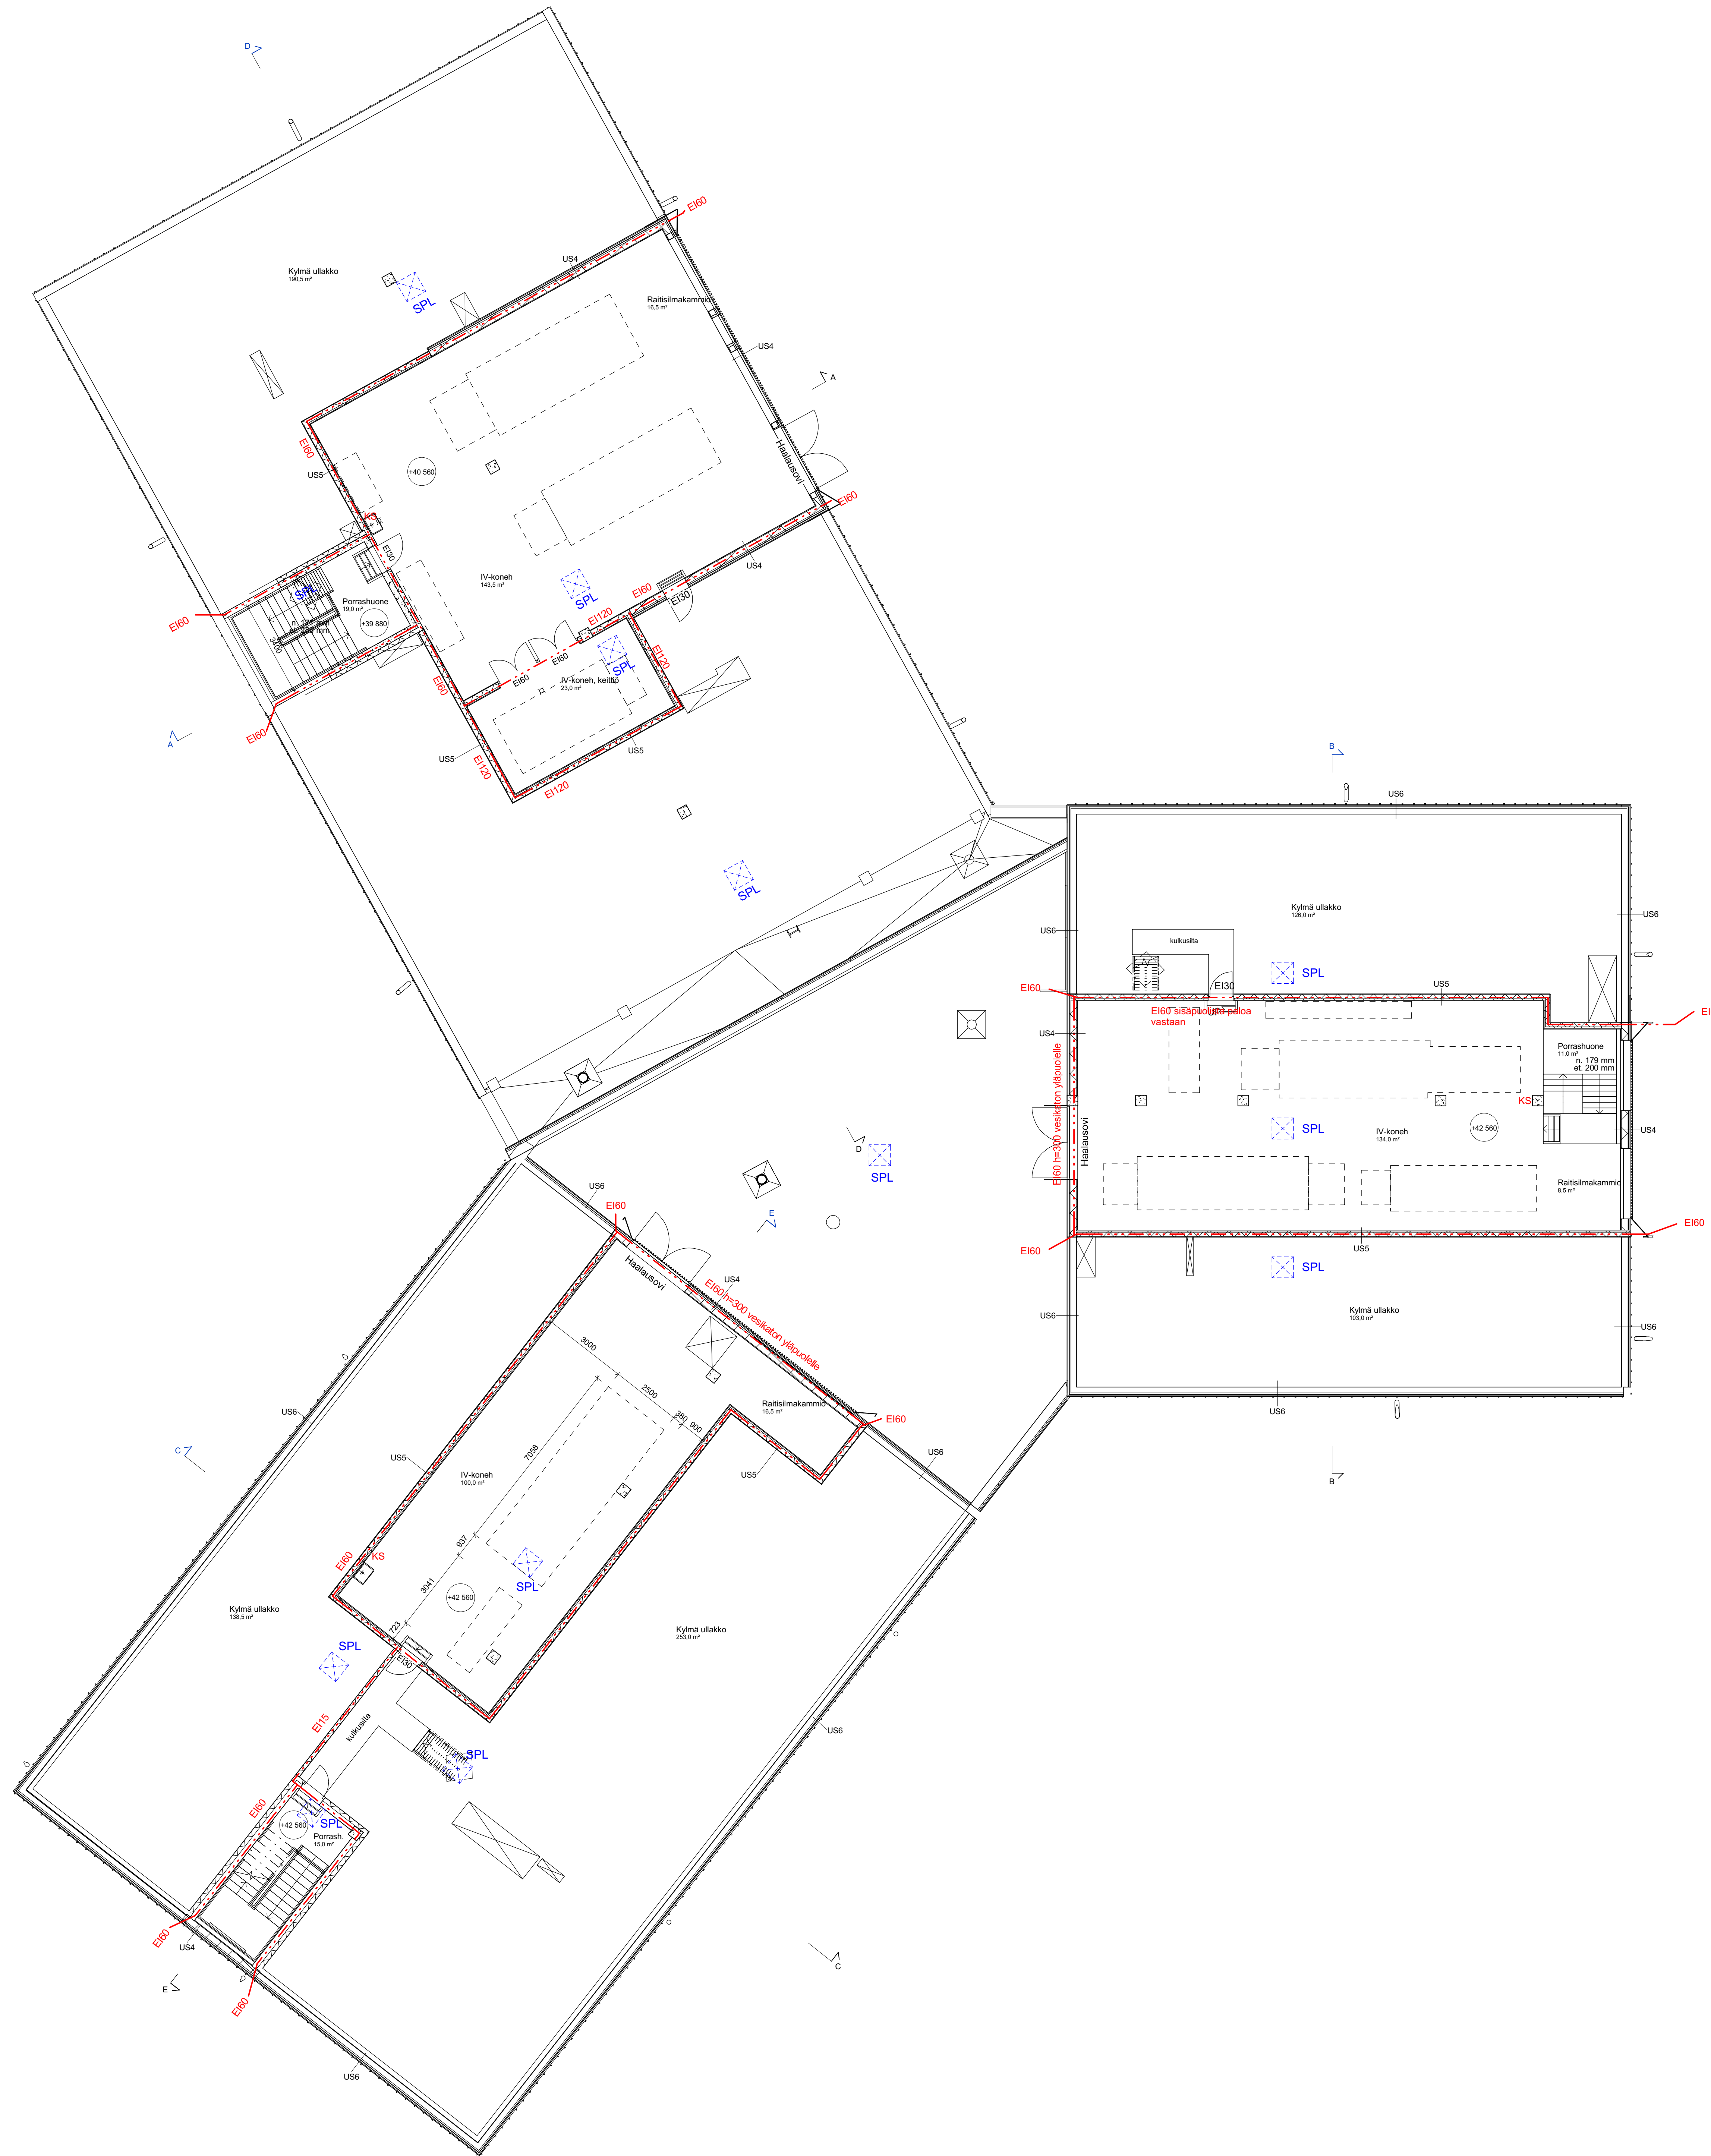 D
EI60
US4
Kylmä ullakko
190,5 m²
SPL
Raitisilmakammio
16,5 m²
US4
A
EI60
Haalausovi
US5
+40 560
KS
EI60
EI30
IV-koneh
143,5 m²
US4
SPL
SPL
Porrashuone
19,0 m²
+39 880
3400
EI60
EI60
EI30
EI120
EI60
EI60
SPL
EI120
IV-koneh, keittiö
23,0 m²
EI60
EI60
A
US5
US5
EI120
EI120
SPL
B
US6
Kylmä ullakko
126,0 m²
US6
US6
kulkusilta
SPL
EI60
EI30
US5
EI60 sisäpuolista paloa
vastaan
EI
US4
EI60 h=300 vesikaton yläpuolelle
Porrashuone
11,0 m²
n. 179 mm
et. 200 mm
KS
SPL
IV-koneh
134,0 m²
+42 560
US4
Haalausovi
Raitisilmakammio
8,5 m²
EI60
EI60
US5
SPL
Kylmä ullakko
103,0 m²
US6
US6
US6
B
D
SPL
E
US6
EI60
Haalausovi
US4
EI60 h=300 vesikaton yläpuolelle
3000
2500
380
900
Raitisilmakammio
16,5 m²
EI60
US6
US6
C
US5
7058
IV-koneh
100,0 m²
US5
937
EI60
KS
SPL
3041
+42 560
723
Kylmä ullakko
138,5 m²
Kylmä ullakko
253,0 m²
SPL
EI30
EI15
kulkusilta
US6
SPL
EI60
+42 560
SPL
Porrash.
15,0 m²
EI60
US4
E
EI60
C
US6